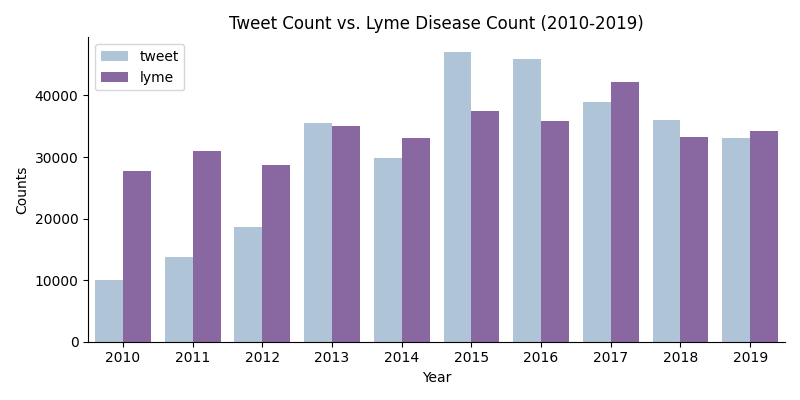 Tweet Count vs. Lyme Disease Count (2010-2019)
tweet
lyme
40000
30000
20000
10000
0
Counts
2010 2011 2012 2013 2014 2015 2016 2017 2018 2019
Year